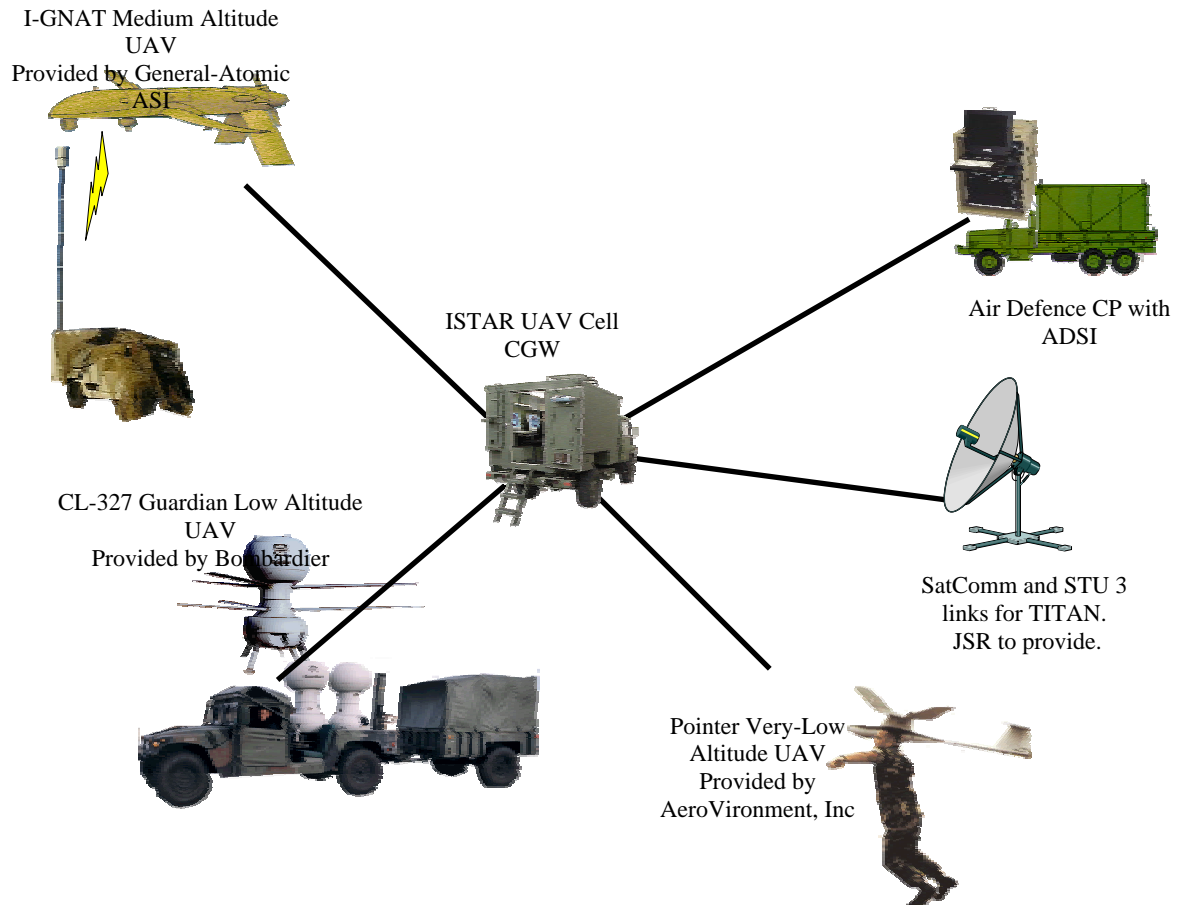 I-GNAT Medium Altitude
UAV
Provided by General-Atomic
ASI
Air Defence CP with
ADSI
ISTAR UAV Cell
CGW
CL-327 Guardian Low Altitude
UAV
Provided by Bombardier
SatComm and STU 3
links for TITAN.
JSR to provide.
Pointer Very-Low
Altitude UAV
Provided by
AeroVironment, Inc